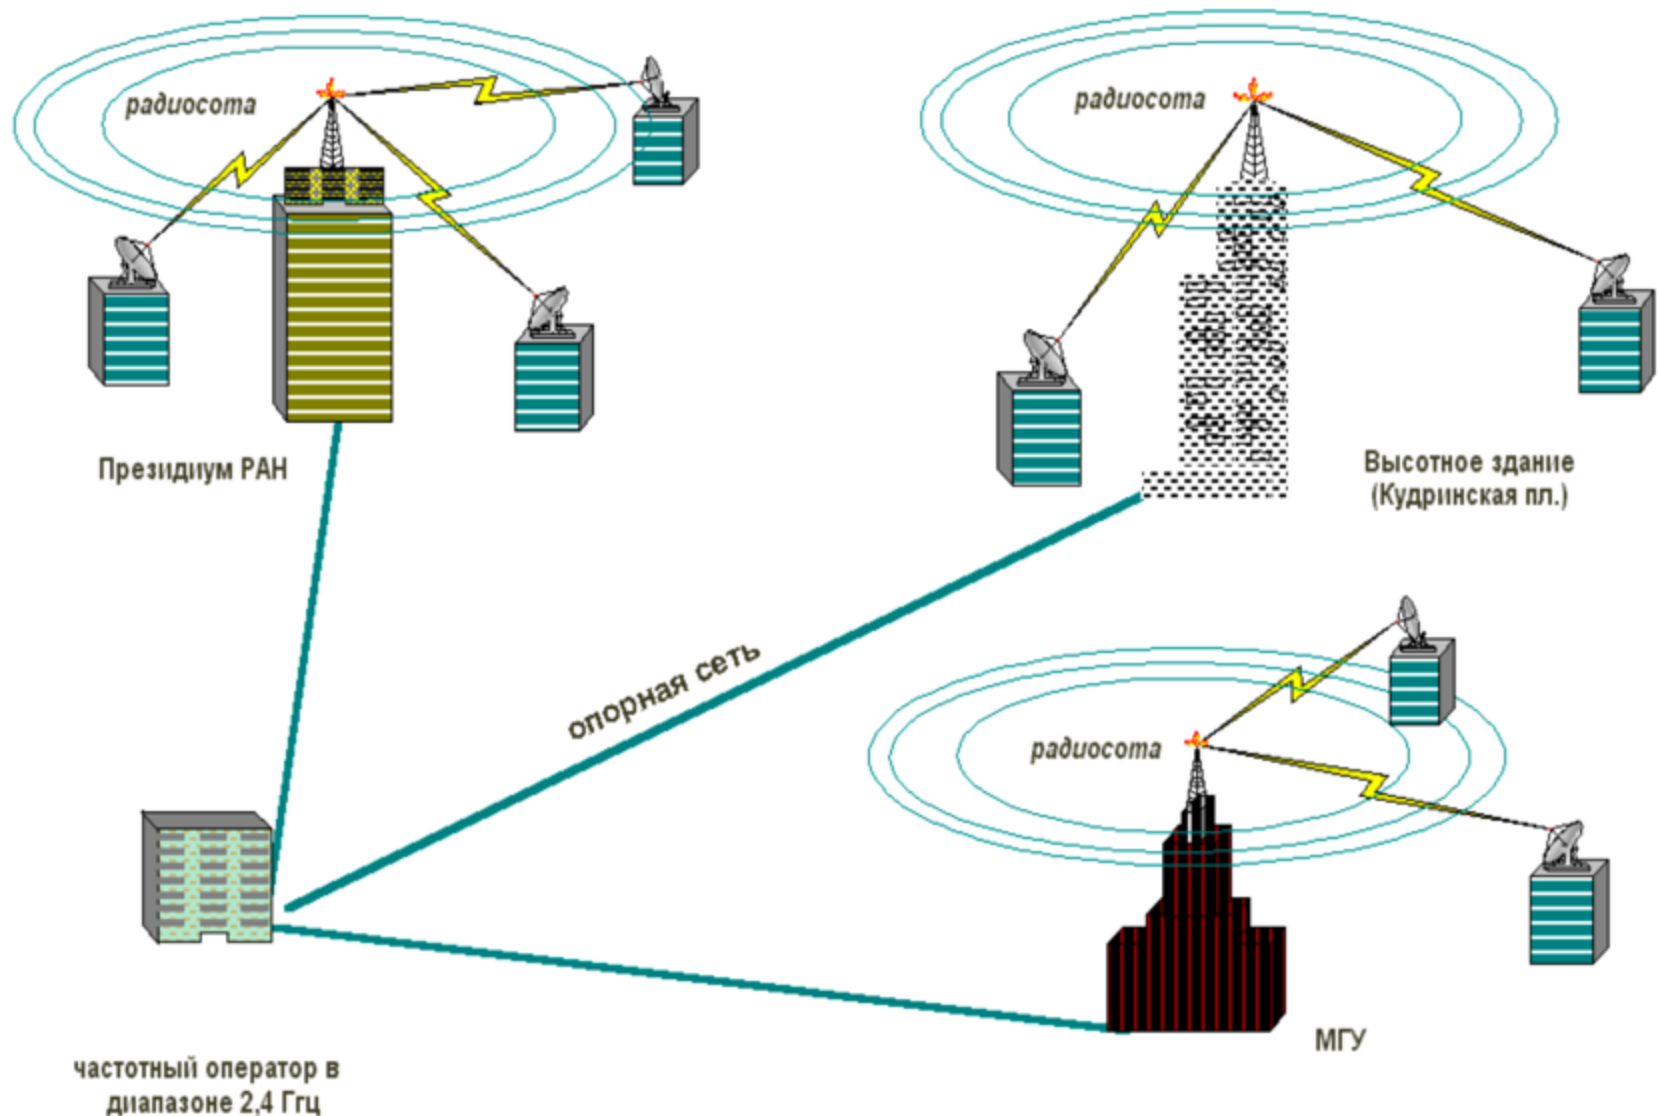 радиосота
радиосота
Президиум РАН
Высотное здание
(Кудринская пл.)
опорная сеть
радиосота
МГУ
частотный оператор в
диапазоне 2,4 Ггц